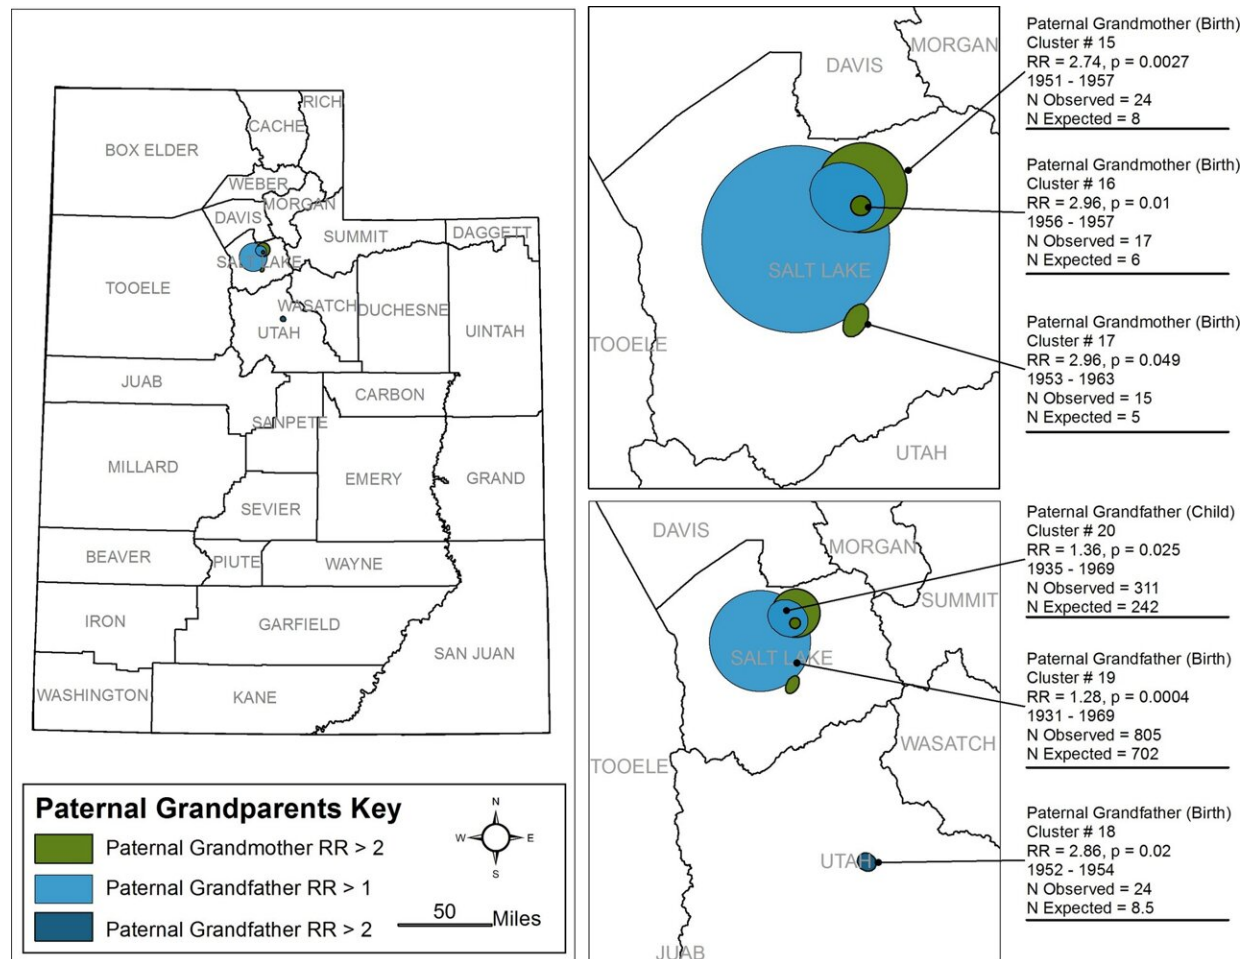 RICH
CACHE
BOX ELDER
WEBER
MORGAN
DAVIS
SUMMIT
DAGGETT
SALT LAKE
TOOELE
WASATCH
DUCHESNE
UTAH
UINTAH
JUAB
CARBON
SANPETE
MILLARD
EMERY
GRAND
SEVIER
BEAVER
PIUTE
WAYNE
IRON
GARFIELD
SAN JUAN
WASHINGTON
KANE
Paternal Grandparents Key
Paternal Grandmother RR > 2
Paternal Grandfather RR > 1
Paternal Grandfather RR > 2
N
W
E
S
50 Miles
MORGAN
DAVIS
SALT LAKE
TOOELE
UTAH
Paternal Grandmother (Birth)
Cluster # 15
RR = 2.74, p = 0.0027
1951 - 1957
N Observed = 24
N Expected = 8
Paternal Grandmother (Birth)
Cluster # 16
RR = 2.96, p = 0.01
1956 - 1957
N Observed = 17
N Expected = 6
Paternal Grandmother (Birth)
Cluster # 17
RR = 2.96, p = 0.049
1953 - 1963
N Observed = 15
N Expected = 5
DAVIS
MORGAN
SUMMIT
SALT LAKE
WASATCH
TOOELE
UTAH
JUAB
Paternal Grandfather (Child)
Cluster # 20
RR = 1.36, p = 0.025
1935 - 1969
N Observed = 311
N Expected = 242
Paternal Grandfather (Birth)
Cluster # 19
RR = 1.28, p = 0.0004
1931 - 1969
N Observed = 805
N Expected = 702
Paternal Grandfather (Birth)
Cluster # 18
RR = 2.86, p = 0.02
1952 - 1954
N Observed = 24
N Expected = 8.5